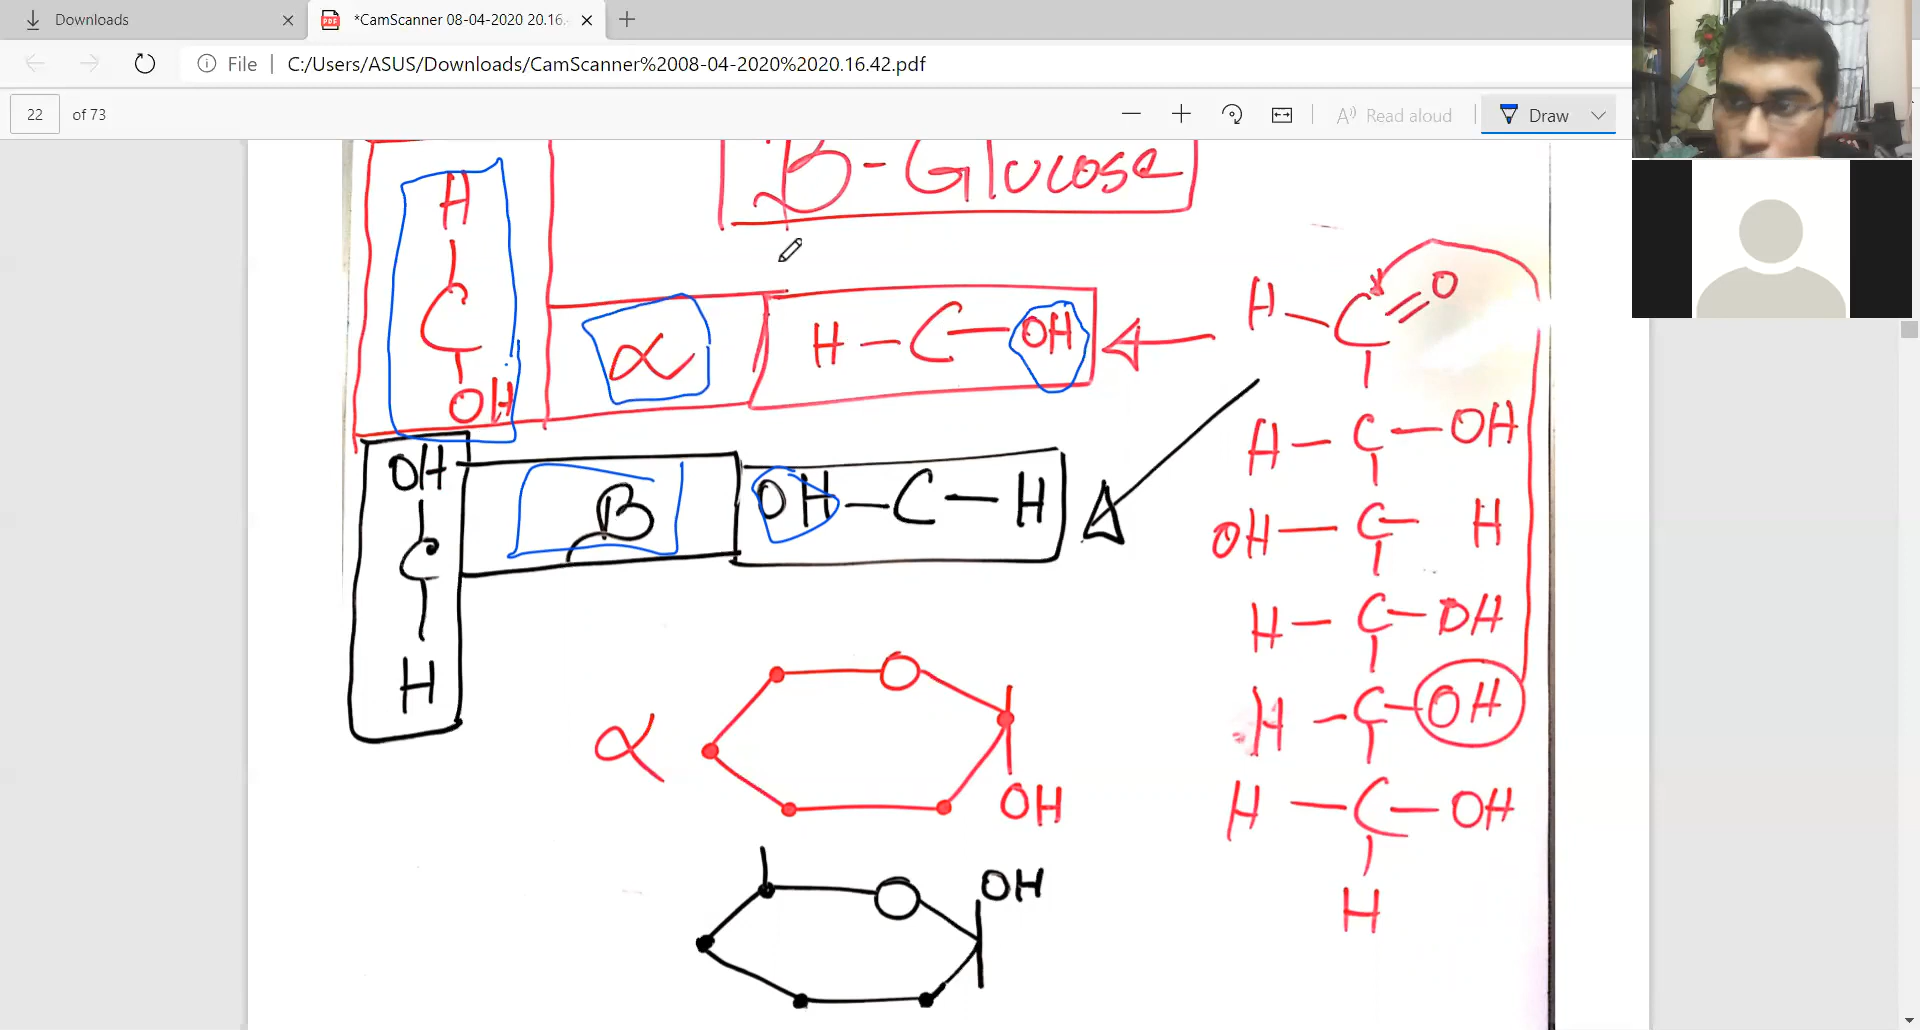 Downloads
*CamScanner 08-04-2020 20.16.
File | C:/Users/ASUS/Downloads/CamScanner%2008-04-2020%2020.16.42.pdf
22 of 73
Read aloud
Draw
β-Glucose
H
C
OH
α
H-C-OH
OH
C
H
β
OH-C-H
H-C=O
H-C-OH
OH-C-H
H-C-OH
H-C-OH
H-C-OH
H
α
O
OH
O
OH